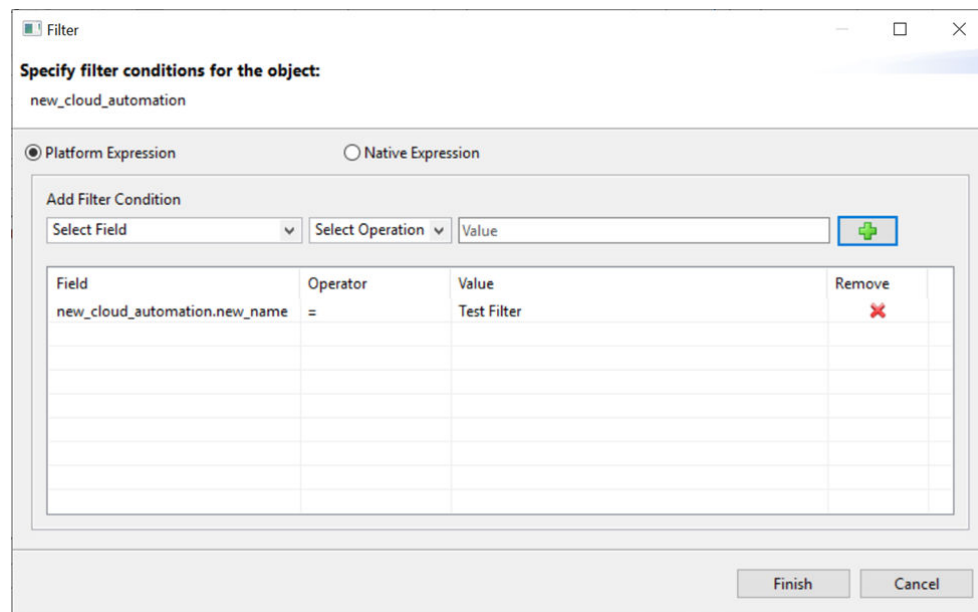 Filter
Specify filter conditions for the object:
new_cloud_automation
Platform Expression Native Expression
Add Filter Condition
Select Field Select Operation Value
Field Operator Value Remove
new_cloud_automation.new_name = Test Filter
Finish Cancel